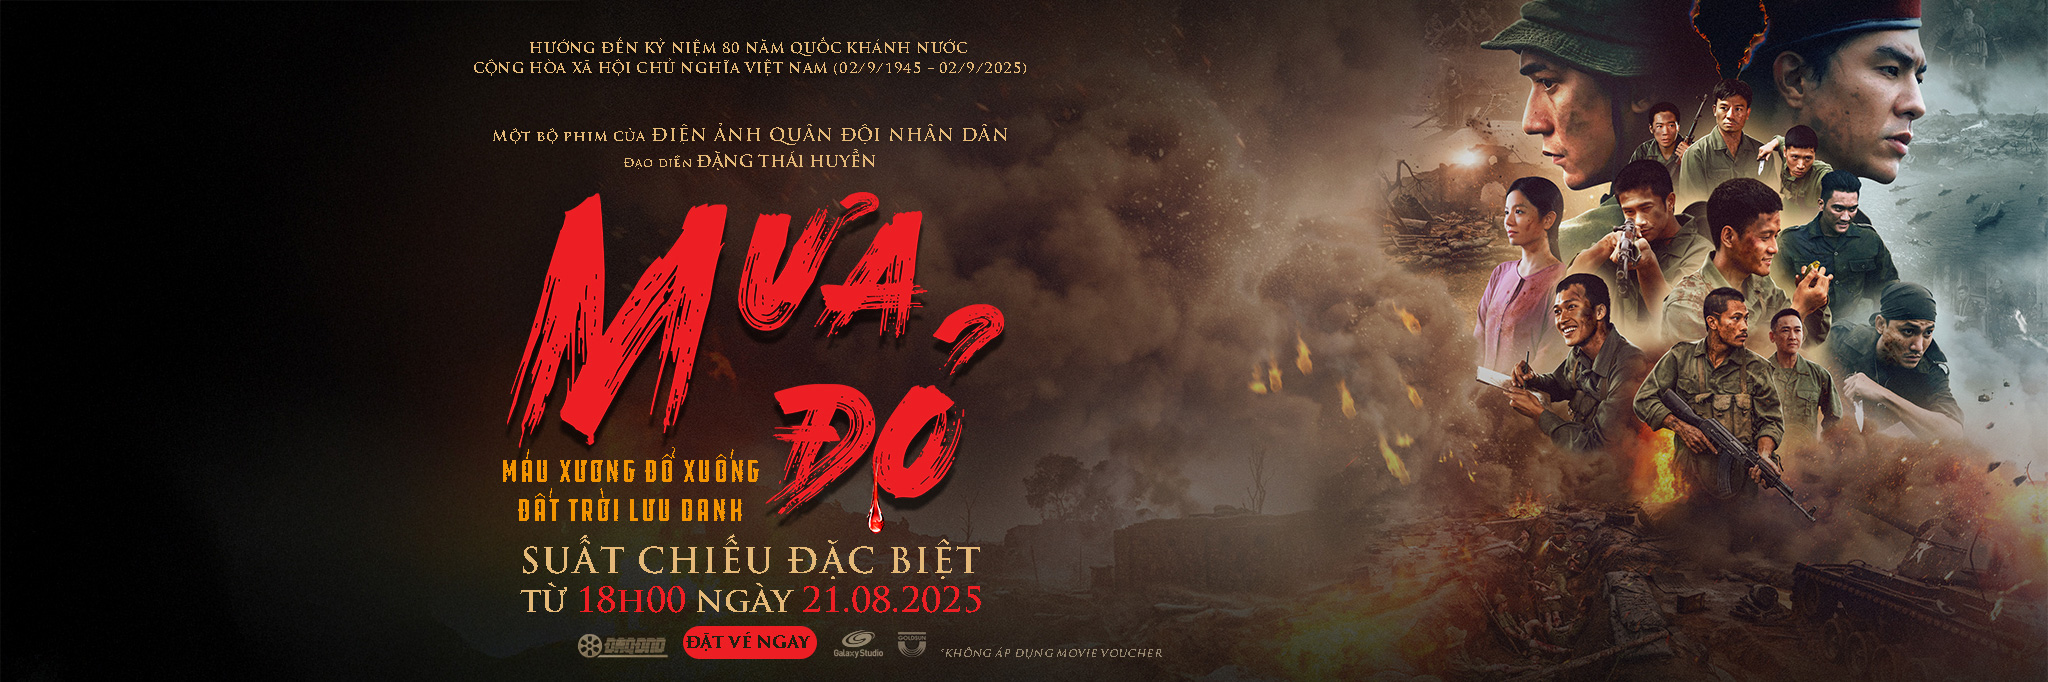 HƯỚNG ĐẾN KỶ NIỆM 80 NĂM QUỐC KHÁNH NƯỚC
CỘNG HÒA XÃ HỘI CHỦ NGHĨA VIỆT NAM (02/9/1945 - 02/9/2025)
MỘT BỘ PHIM CỦA ĐIỆN ẢNH QUÂN ĐỘI NHÂN DÂN
ĐẠO DIỄN ĐẶNG THÁI HUYỀN
MƯA
ĐỎ
MÁU XƯƠNG ĐỔ XUỐNG
ĐẤT TRỜI LƯU DANH
SUẤT CHIẾU ĐẶC BIỆT
TỪ 18H00 NGÀY 21.08.2025
ĐẶT VÉ NGAY
Galaxy Studio
GOLDSUN
*KHÔNG ÁP DỤNG MOVIE VOUCHER